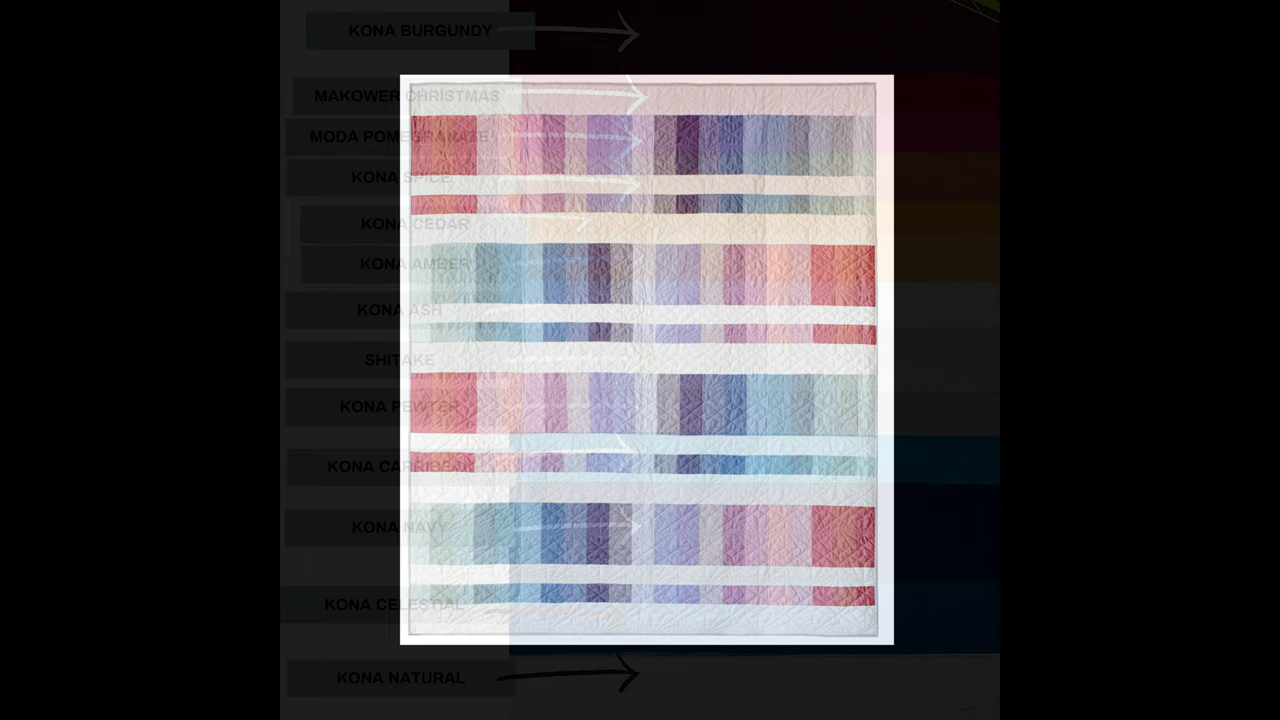 KONA BURGUNDY
MAKOWER CHRISTMAS
MODA POMEGRANATE
KONA SPICE
KONA CEDAR
KONA AMBER
KONA ASH
SHITAKE
KONA PEWTER
KONA CARRIBEAN
KONA NAVY
KONA CELESTIAL
KONA NATURAL